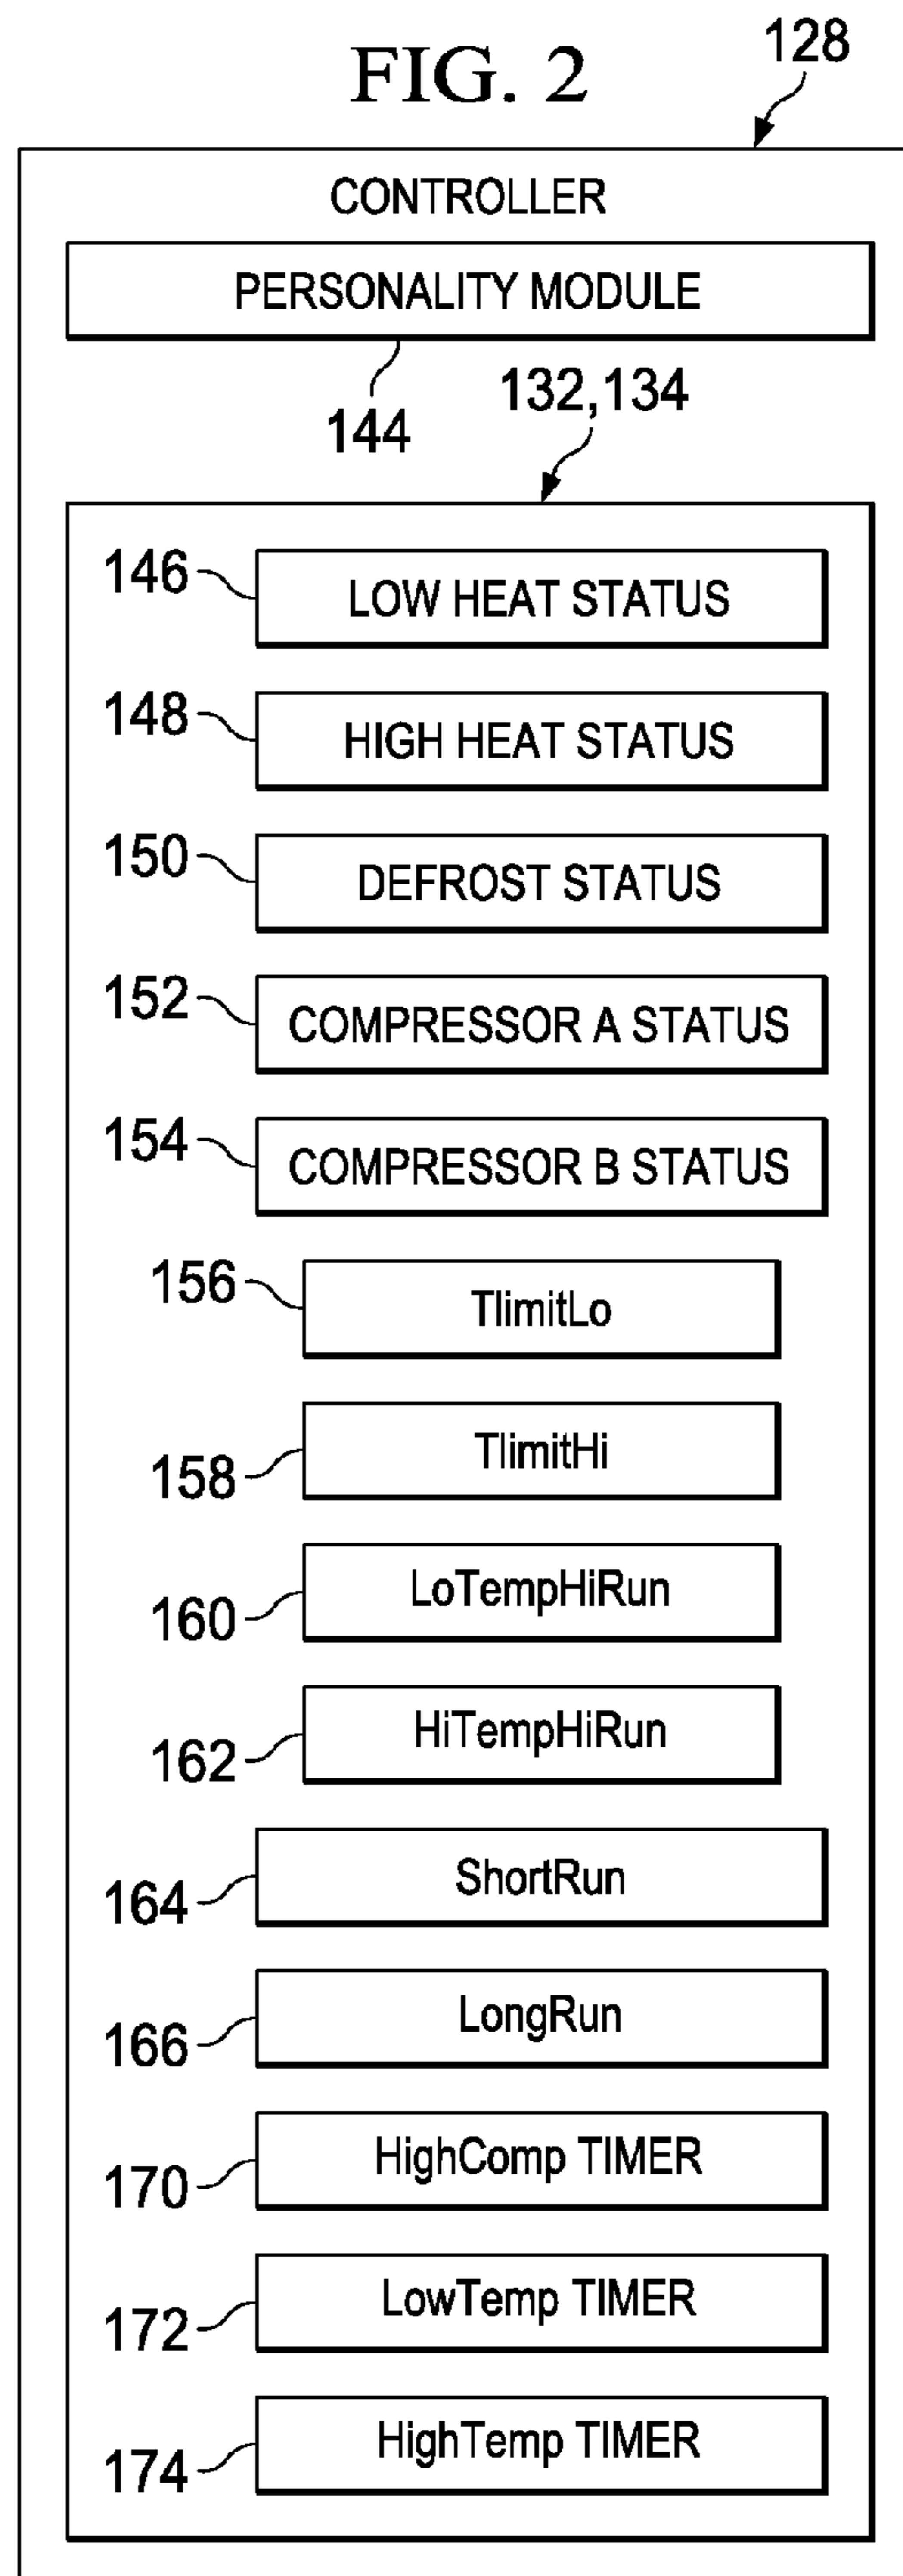 FIG. 2
128
CONTROLLER
PERSONALITY MODULE
144
132,134
146 LOW HEAT STATUS
148 HIGH HEAT STATUS
150 DEFROST STATUS
152 COMPRESSOR A STATUS
154 COMPRESSOR B STATUS
156 TlimitLo
158 TlimitHi
160 LoTempHiRun
162 HiTempHiRun
164 ShortRun
166 LongRun
170 HighComp TIMER
172 LowTemp TIMER
174 HighTemp TIMER